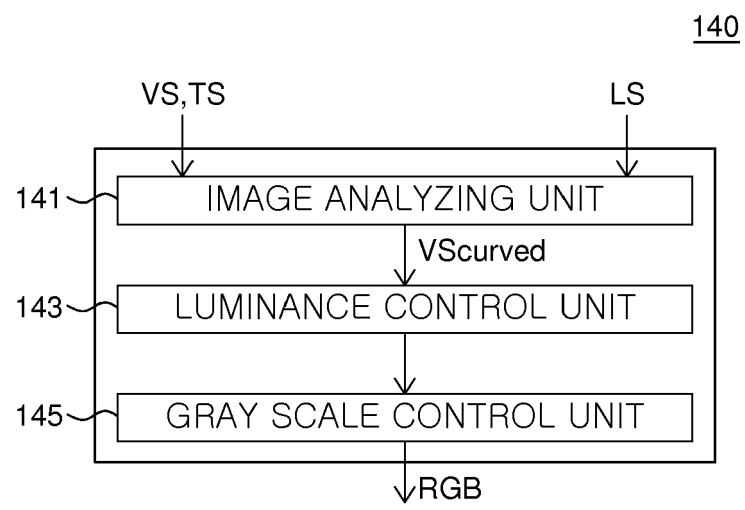 140
VS,TS LS
141 IMAGE ANALYZING UNIT
VScurved
143 LUMINANCE CONTROL UNIT
145 GRAY SCALE CONTROL UNIT
RGB